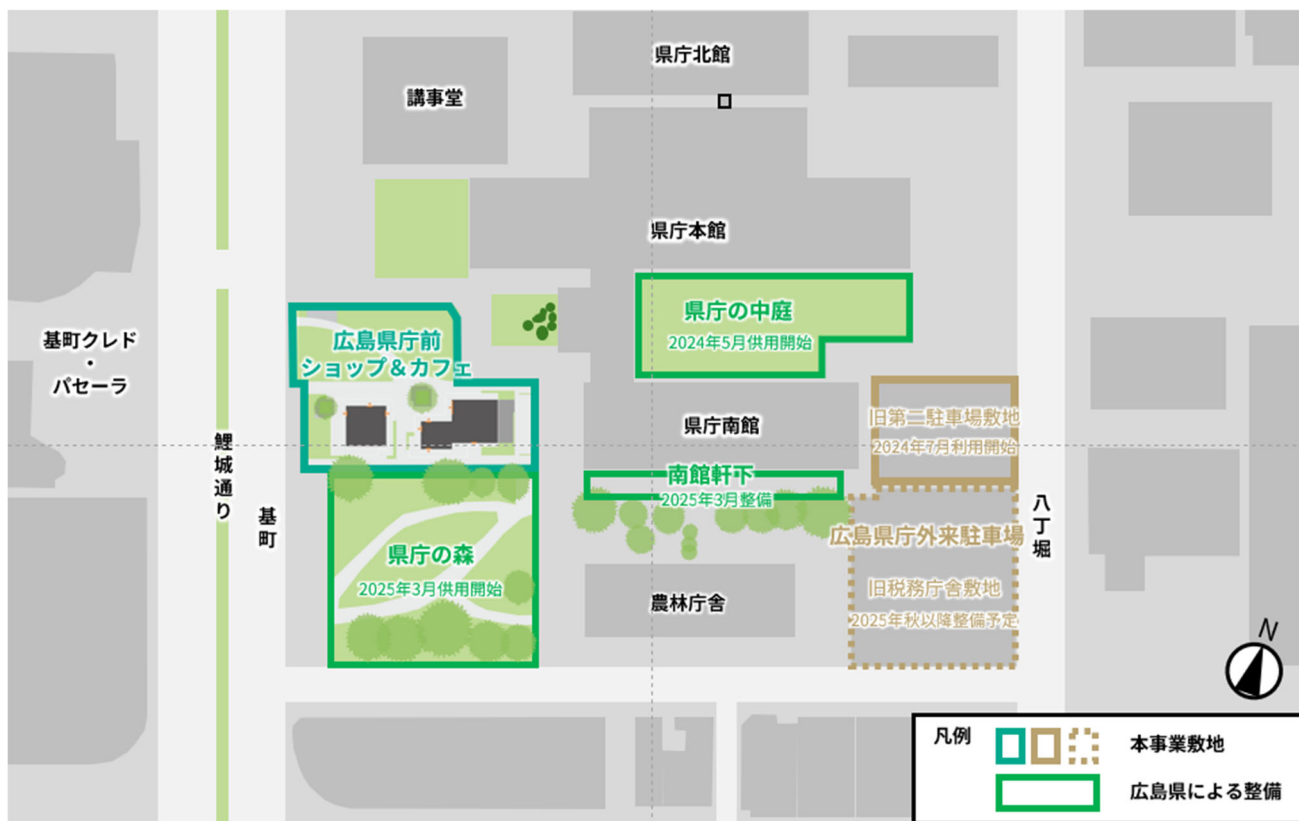 県庁北館
講事堂
県庁本館
県庁の中庭
2024年5月供用開始
広島県庁前
ショップ＆カフェ
基町クレド
・
パセーラ
県庁南館
旧第二駐車場敷地
2024年7月利用開始
鯉城通り
基町
南館軒下
2025年3月整備
八丁堀
広島県庁外来駐車場
県庁の森
2025年3月供用開始
農林庁舎
旧税務庁舎敷地
2025年秋以降整備予定
N
凡例
本事業敷地
広島県による整備